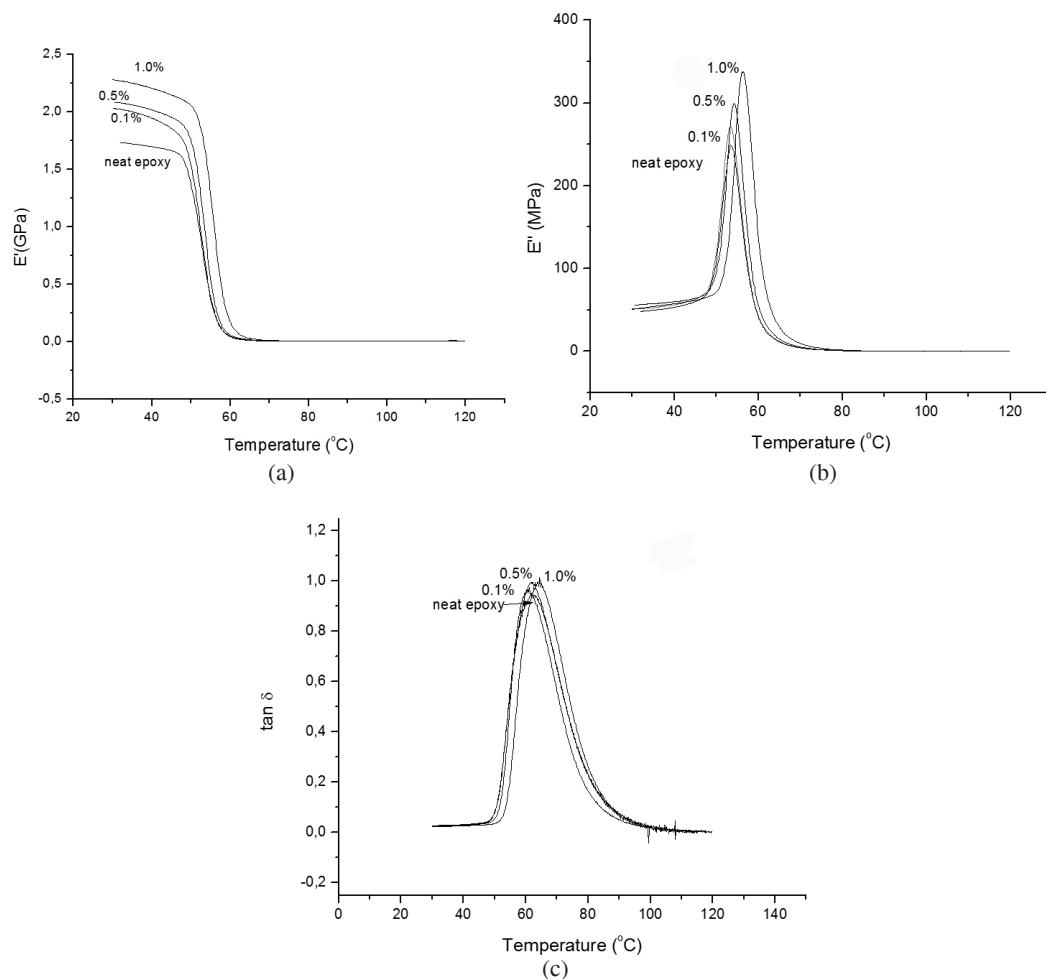 2,5
2,0
1,5
1,0
0,5
0,0
-0,5
E'(GPa)
1.0%
0.5%
0.1%
neat epoxy
20 40 60 80 100 120
Temperature (°C)
(a)
400
300
200
100
0
E'' (MPa)
1.0%
0.5%
0.1%
neat epoxy
20 40 60 80 100 120
Temperature (°C)
(b)
1,2
1,0
0,8
0,6
0,4
0,2
0,0
-0,2
tan δ
0.5% 1.0%
0.1%
neat epoxy
0 20 40 60 80 100 120 140
Temperature (°C)
(c)